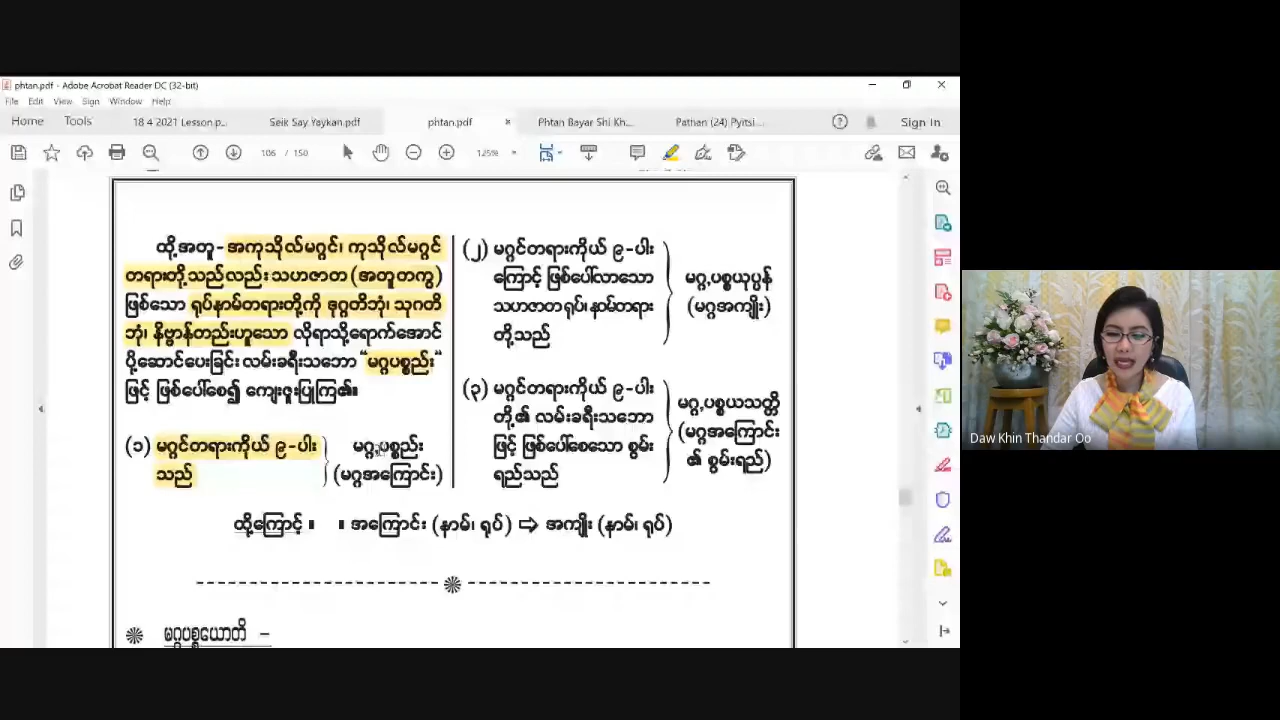 phtan.pdf - Adobe Acrobat Reader DC (32-bit)
File Edit View Sign Window Help
Home Tools 18 4 2021 Lesson p... Seik Say Yaykan.pdf phtan.pdf × Phtan Bayar Shi Kh... Pathan (24) Pyitsi... Sign In
106 / 150 125%
ထို့အတူ - အကုသိုလ်မဂ္ဂင်၊ ကုသိုလ်မဂ္ဂင်
တရားတို့သည်လည်း သဟဇာတ (အတူတကွ)
ဖြစ်သော ရုပ်နာမ်တရားတို့ကို ဒုဂ္ဂတိဘုံ၊ သုဂတိ
ဘုံ၊ နိဗ္ဗာန်တည်းဟူသော လိုရာသို့ရောက်အောင်
ပို့ဆောင်ပေးခြင်း လမ်းခရီးသဘော “မဂ္ဂပစ္စည်း“
ဖြင့် ဖြစ်ပေါ်စေ၍ ကျေးဇူးပြုကြ၏။
(၁) မဂ္ဂင်တရားကိုယ် ၉-ပါး
သည်
မဂ္ဂ,ပစ္စည်း
(မဂ္ဂအကြောင်း)
(၂) မဂ္ဂင်တရားကိုယ် ၉-ပါး
ကြောင့် ဖြစ်ပေါ်လာသော
သဟဇာတ ရုပ်၊ နာမ်တရား
တို့သည်
မဂ္ဂ,ပစ္စယုပ္ပန်
(မဂ္ဂအကျိုး)
(၃) မဂ္ဂင်တရားကိုယ် ၉-ပါး
တို့၏ လမ်းခရီးသဘော
ဖြင့် ဖြစ်ပေါ်စေသော စွမ်း
ရည်သည်
မဂ္ဂ,ပစ္စယသတ္တိ
(မဂ္ဂအကြောင်း
၏ စွမ်းရည်)
ထို့ကြောင့် ။ ။ အကြောင်း (နာမ်၊ ရုပ်) ⇨ အကျိုး (နာမ်၊ ရုပ်)
မဂ္ဂပစ္စယောတိ –
Daw Khin Thandar Oo